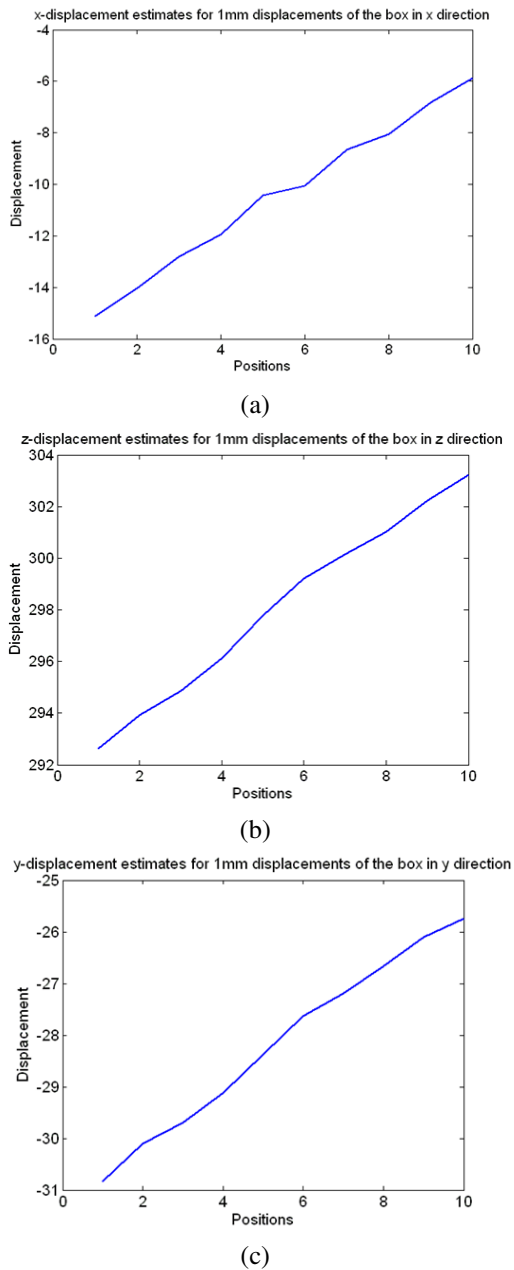 x-displacement estimates for 1mm displacements of the box in x direction
-4
-6
-8
-10
-12
-14
-16
Displacement
0 2 4 6 8 10
Positions
(a)
z-displacement estimates for 1mm displacements of the box in z direction
304
302
300
298
296
294
292
Displacement
0 2 4 6 8 10
Positions
(b)
y-displacement estimates for 1mm displacements of the box in y direction
-25
-26
-27
-28
-29
-30
-31
Displacement
0 2 4 6 8 10
Positions
(c)